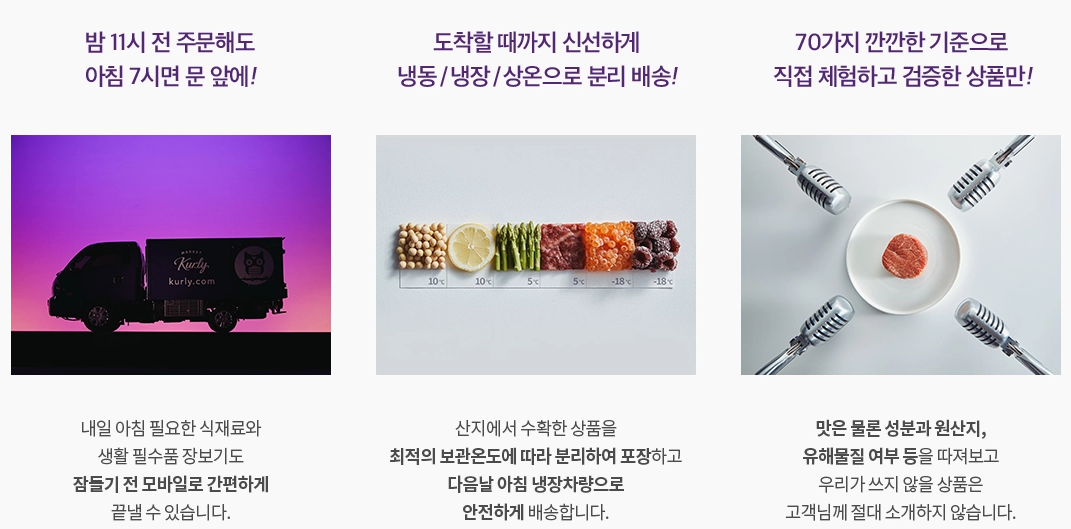 밤 11시 전 주문해도
아침 7시면 문 앞에!
MARKET
Kurly
kurly.com
내일 아침 필요한 식재료와
생활 필수품 장보기도
잠들기 전 모바일로 간편하게
끝낼 수 있습니다.
도착할 때까지 신선하게
냉동/냉장/상온으로 분리 배송!
10℃ 10℃ 5℃ 5℃ -18℃ -18℃
산지에서 수확한 상품을
최적의 보관온도에 따라 분리하여 포장하고
다음날 아침 냉장차량으로
안전하게 배송합니다.
70가지 깐깐한 기준으로
직접 체험하고 검증한 상품만!
맛은 물론 성분과 원산지,
유해물질 여부 등을 따져보고
우리가 쓰지 않을 상품은
고객님께 절대 소개하지 않습니다.